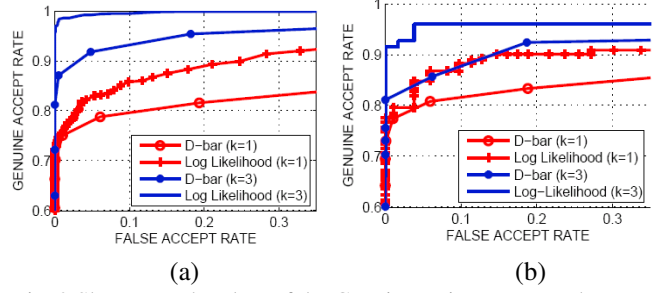 GENUINE ACCEPT RATE
1
0.9
0.8
0.7
0.6
0
0.1
0.2
0.3
FALSE ACCEPT RATE
D-bar (k=1)
Log Likelihood (k=1)
D-bar (k=3)
Log Likelihood (k=3)
(a)
GENUINE ACCEPT RATE
1
0.9
0.8
0.7
0.6
0
0.1
0.2
0.3
FALSE ACCEPT RATE
D-bar (k=1)
Log Likelihood (k=1)
D-bar (k=3)
Log-Likelihood (k=3)
(b)